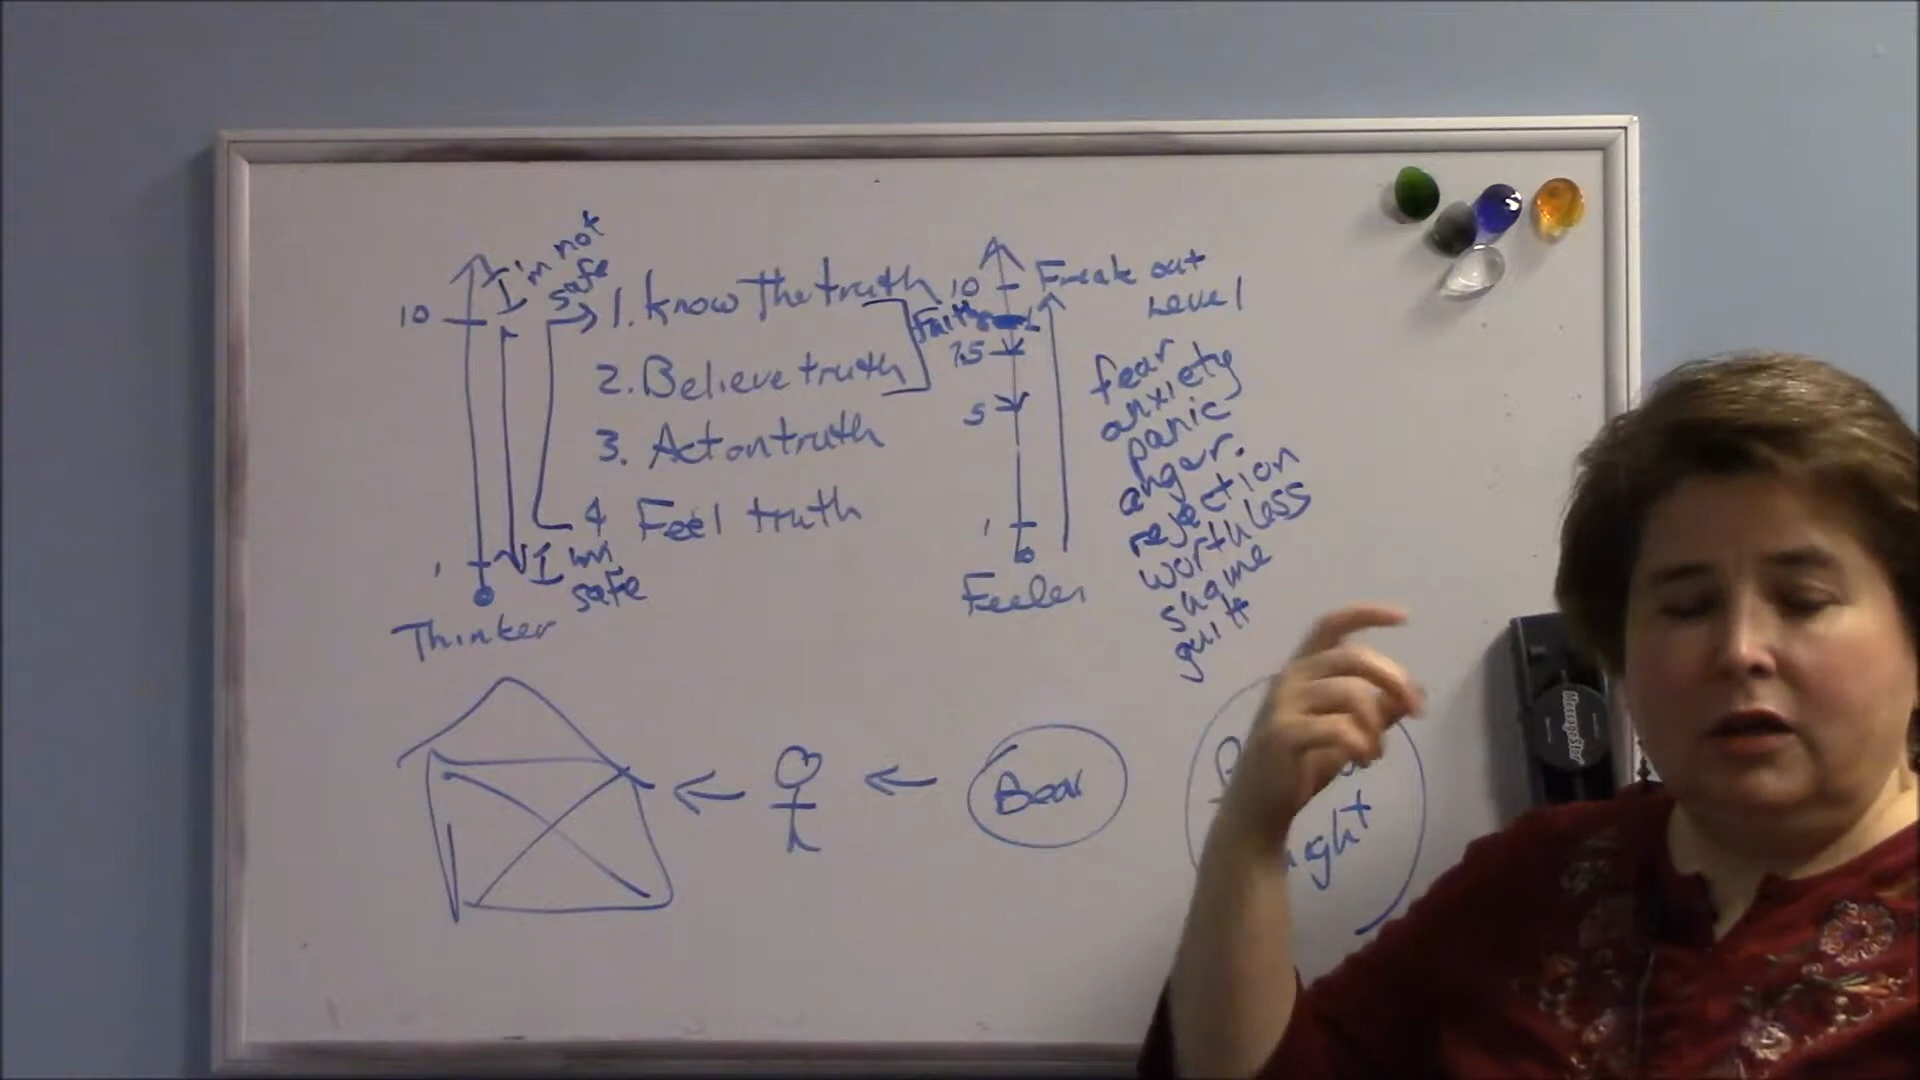 I'm not
safe
10
1. Know the truth
2. Believe truth
3. Act on truth
4 Feel truth
1
I am
safe
Thinker
Faith
10
7.5
5
1
Feeler
Freak out
Level
fear
anxiety
panic
anger.
rejection
worthless
shame
guilt
Bear
MessageStor